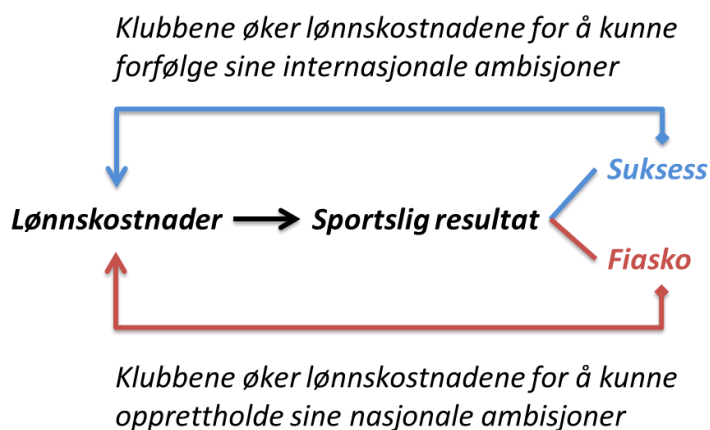 Klubbene øker lønnskostnadene for å kunne
forfølge sine internasjonale ambisjoner
Suksess
Lønnskostnader
Sportslig resultat
Fiasko
Klubbene øker lønnskostnadene for å kunne
opprettholde sine nasjonale ambisjoner